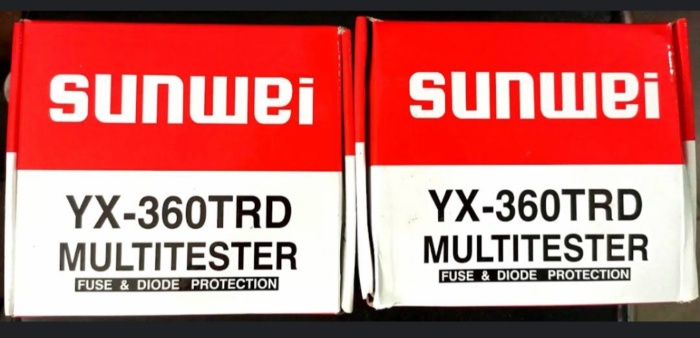 sunwei
YX-360TRD
MULTITESTER
FUSE & DIODE PROTECTION
sunwei
YX-360TRD
MULTITESTER
FUSE & DIODE PROTECTION